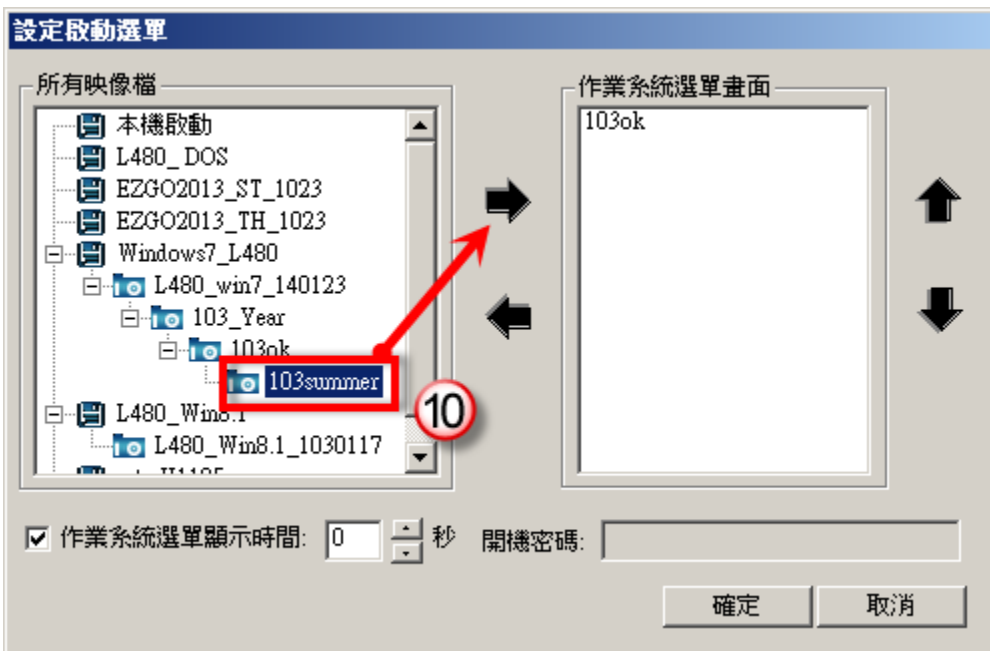 設定啟動選單
所有映像檔
本機啟動
L480_ DOS
EZGO2013_ST_1023
EZGO2013_TH_1023
Windows7_L480
L480_win7_140123
103_Year
103ok
103summer
10
L480_Win8.1
L480_Win8.1_1030117
作業系統選單畫面
103ok
作業系統選單顯示時間: 0 秒
開機密碼:
確定
取消